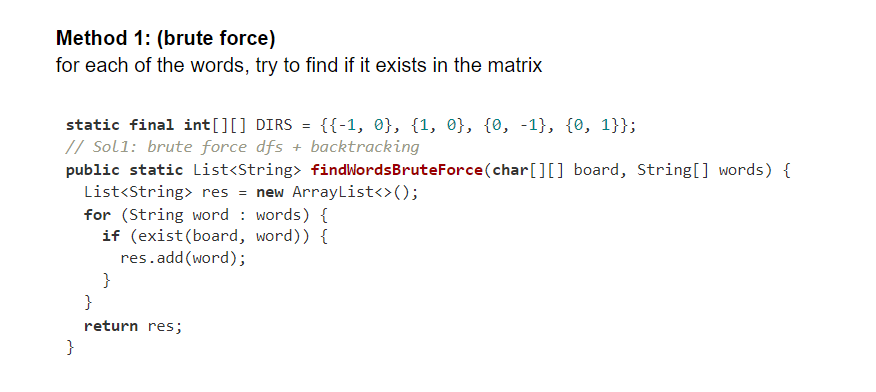 Method 1: (brute force)
for each of the words, try to find if it exists in the matrix
static final int[][] DIRS = {{-1, 0}, {1, 0}, {0, -1}, {0, 1}};
// Sol1: brute force dfs + backtracking
public static List<String> findWordsBruteForce(char[][] board, String[] words) {
  List<String> res = new ArrayList<>();
  for (String word : words) {
    if (exist(board, word)) {
      res.add(word);
    }
  }
  return res;
}